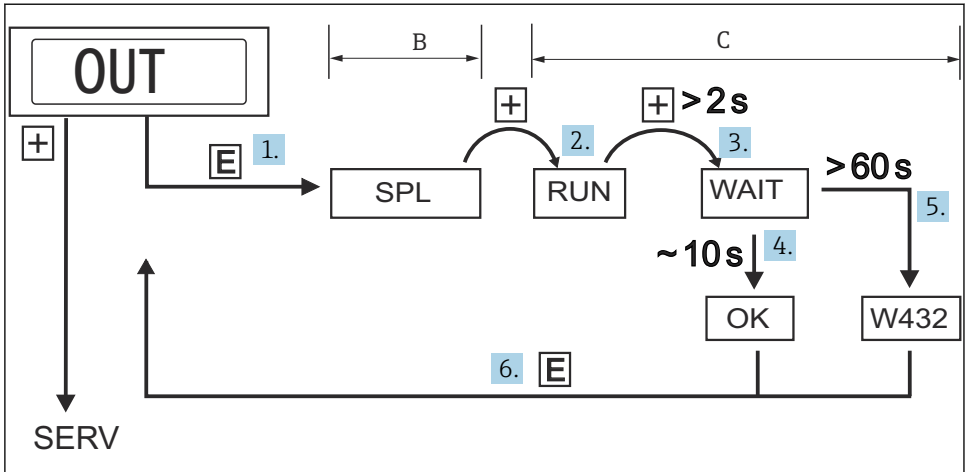 OUT
B
C
+
+
+ >2s
E
1.
2.
3.
SPL
RUN
WAIT
>60s
5.
~10s
4.
OK
W432
6. E
SERV